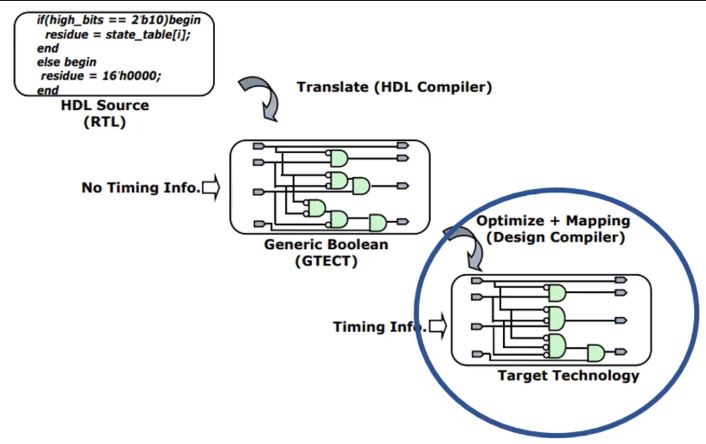 if(high_bits == 2'b10)begin
residue = state_table[i];
end
else begin
residue = 16'h0000;
end
HDL Source
(RTL)
Translate (HDL Compiler)
No Timing Info.
Generic Boolean
(GTECT)
Optimize + Mapping
(Design Compiler)
Timing Info.
Target Technology